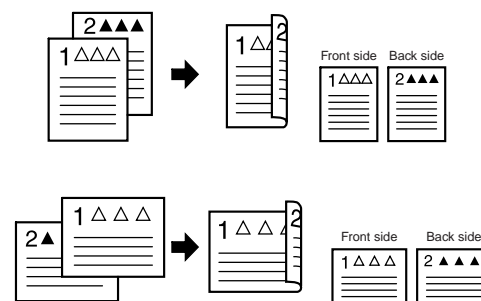 2 ▲▲▲
1 △△△
1 △
2
Front side Back side
1 △△△ 2 ▲▲▲
1 △ △ △
2 ▲
1 △ △
2
Front side Back side
1 △ △ △ 2 ▲ ▲ ▲